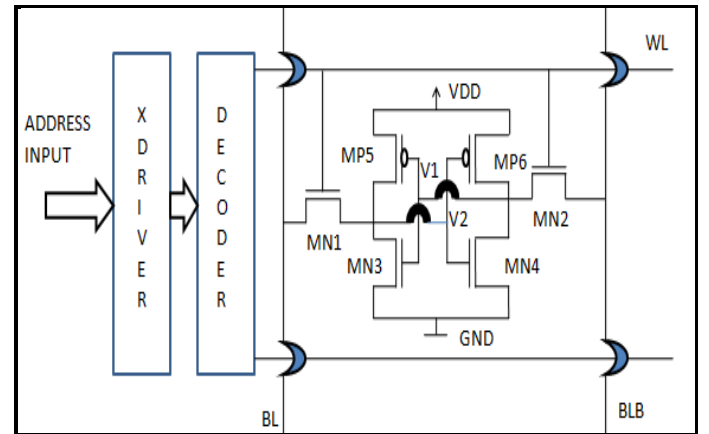 ADDRESS
INPUT
X
D
R
I
V
E
R
D
E
C
O
D
E
R
WL
VDD
MP5
MP6
V1
V2
MN1
MN2
MN3
MN4
GND
BL
BLB